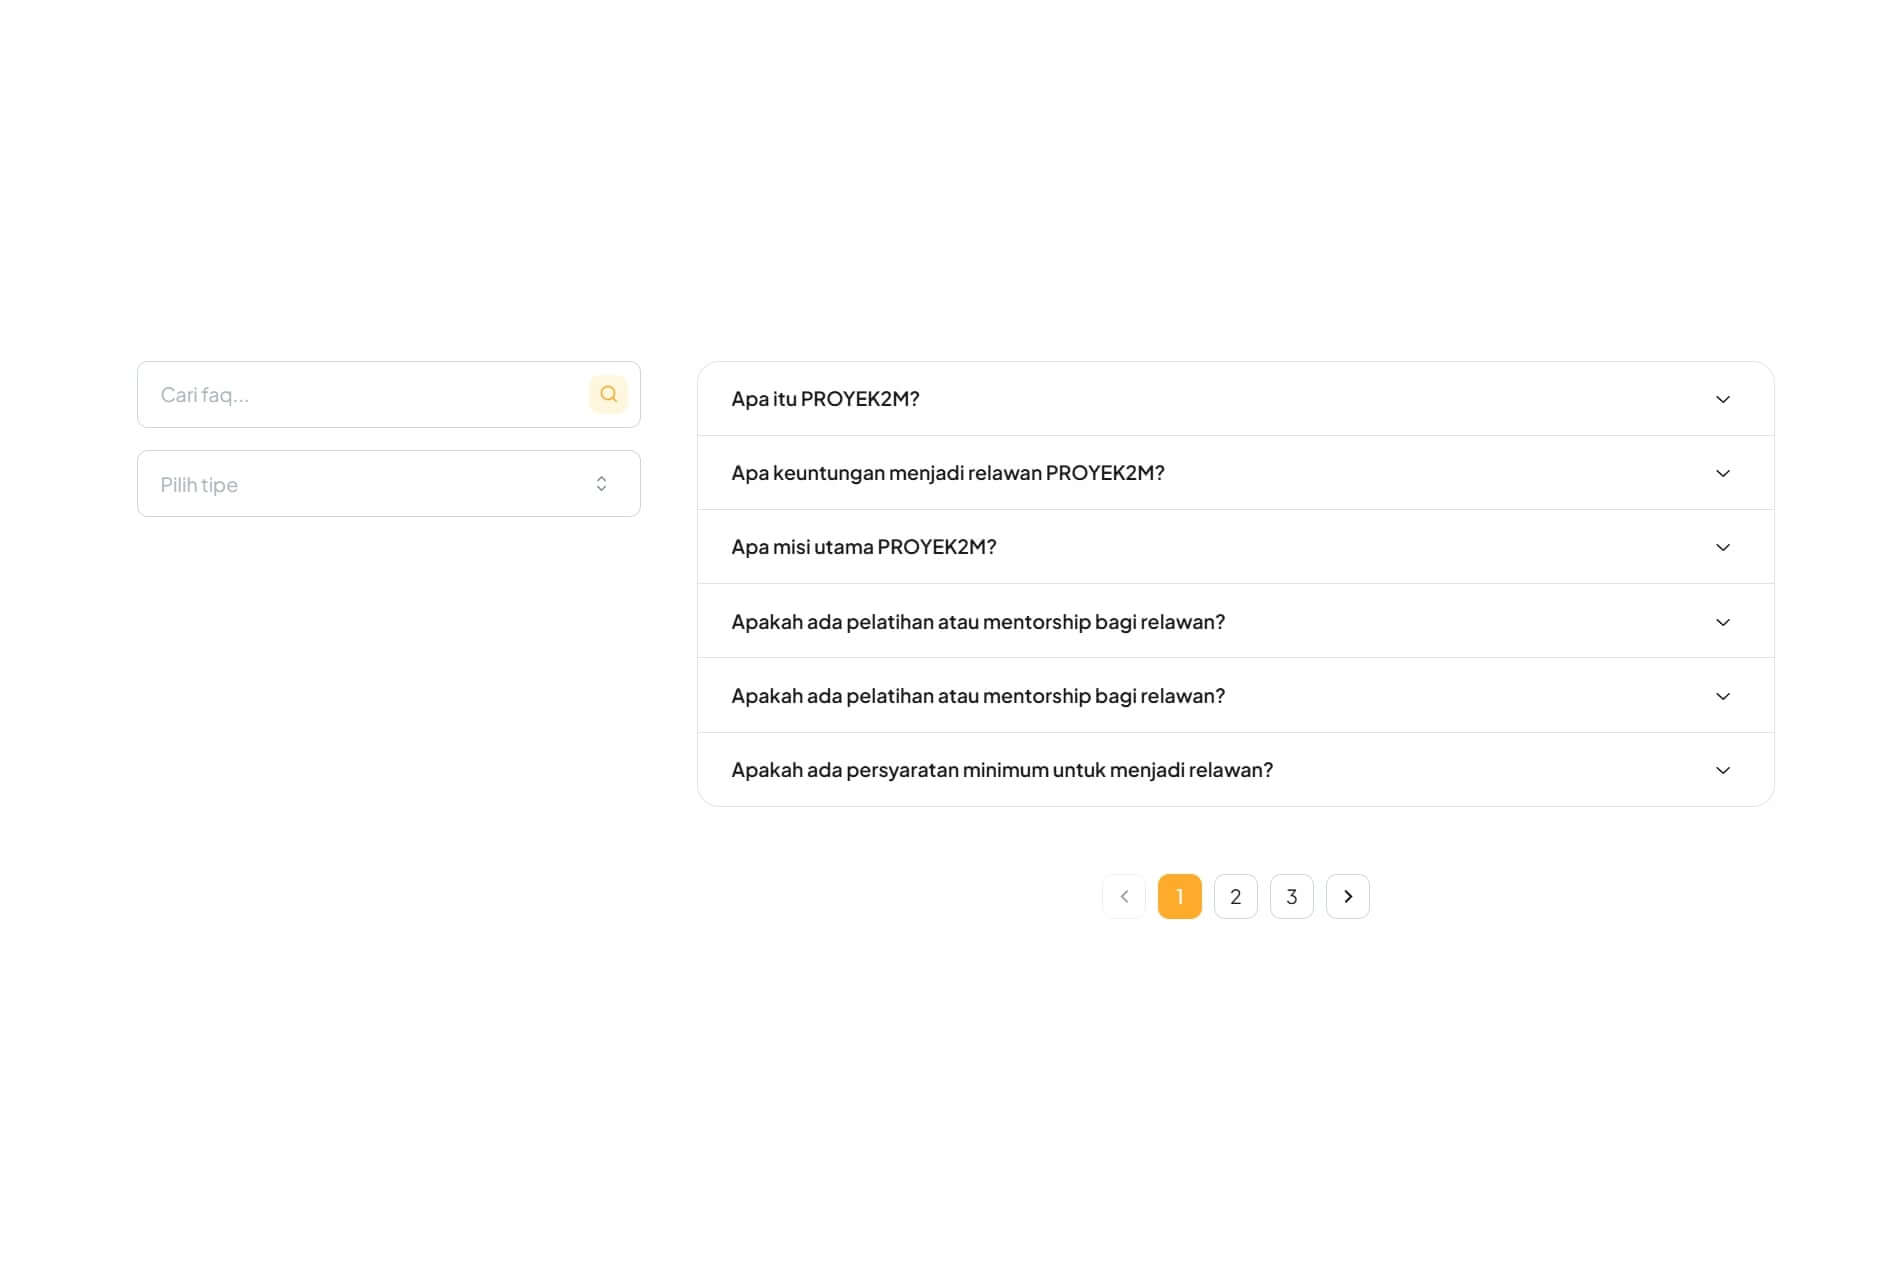 Cari faq...
Pilih tipe
Apa itu PROYEK2M?
Apa keuntungan menjadi relawan PROYEK2M?
Apa misi utama PROYEK2M?
Apakah ada pelatihan atau mentorship bagi relawan?
Apakah ada pelatihan atau mentorship bagi relawan?
Apakah ada persyaratan minimum untuk menjadi relawan?
1 2 3